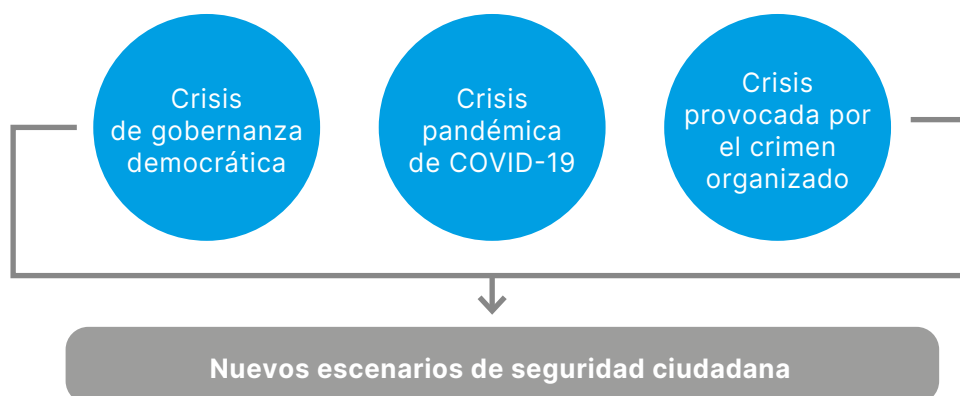 Crisis
de gobernanza
democrática
Crisis
pandémica
de COVID-19
Crisis
provocada por
el crimen
organizado
Nuevos escenarios de seguridad ciudadana